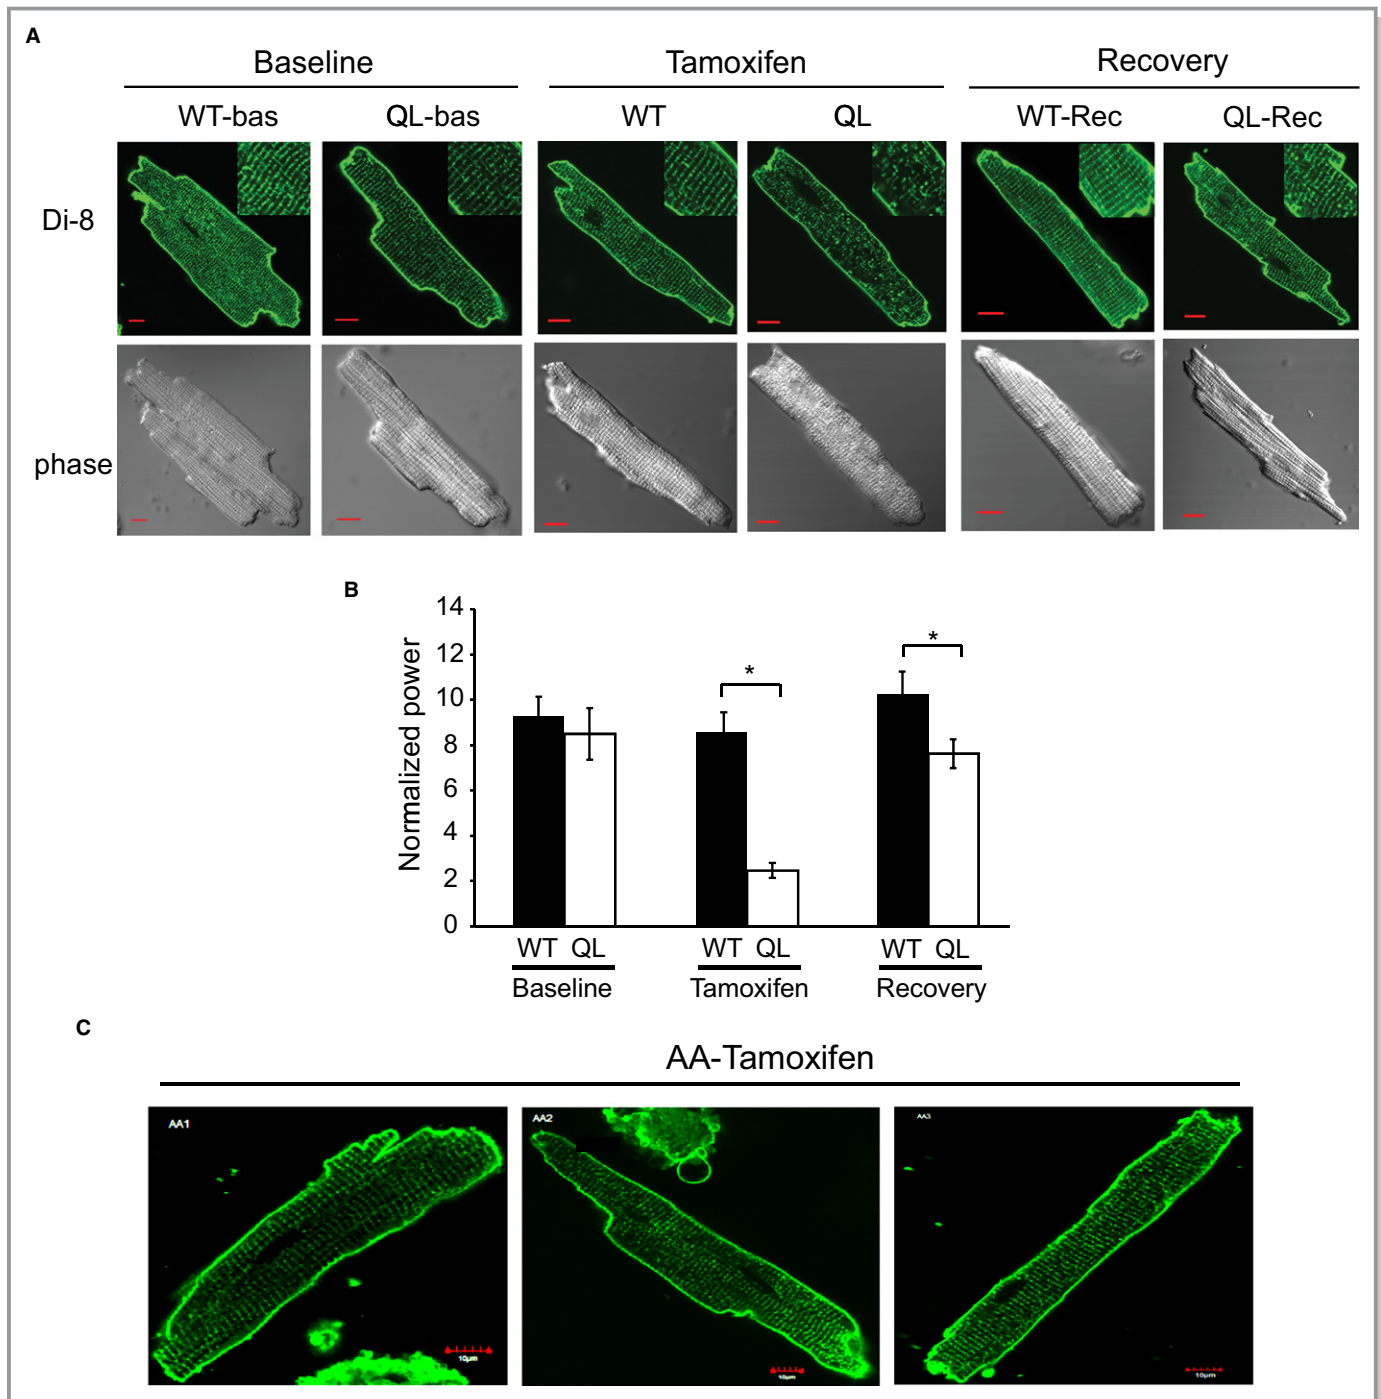 A
Baseline Tamoxifen Recovery
WT-bas QL-bas WT QL WT-Rec QL-Rec
Di-8
phase
B
Normalized power
14
12
10
8
6
4
2
0
*
*
WT QL WT QL WT QL
Baseline Tamoxifen Recovery
C
AA-Tamoxifen
AA1 AA2 AA3
10µm 10µm 10µm